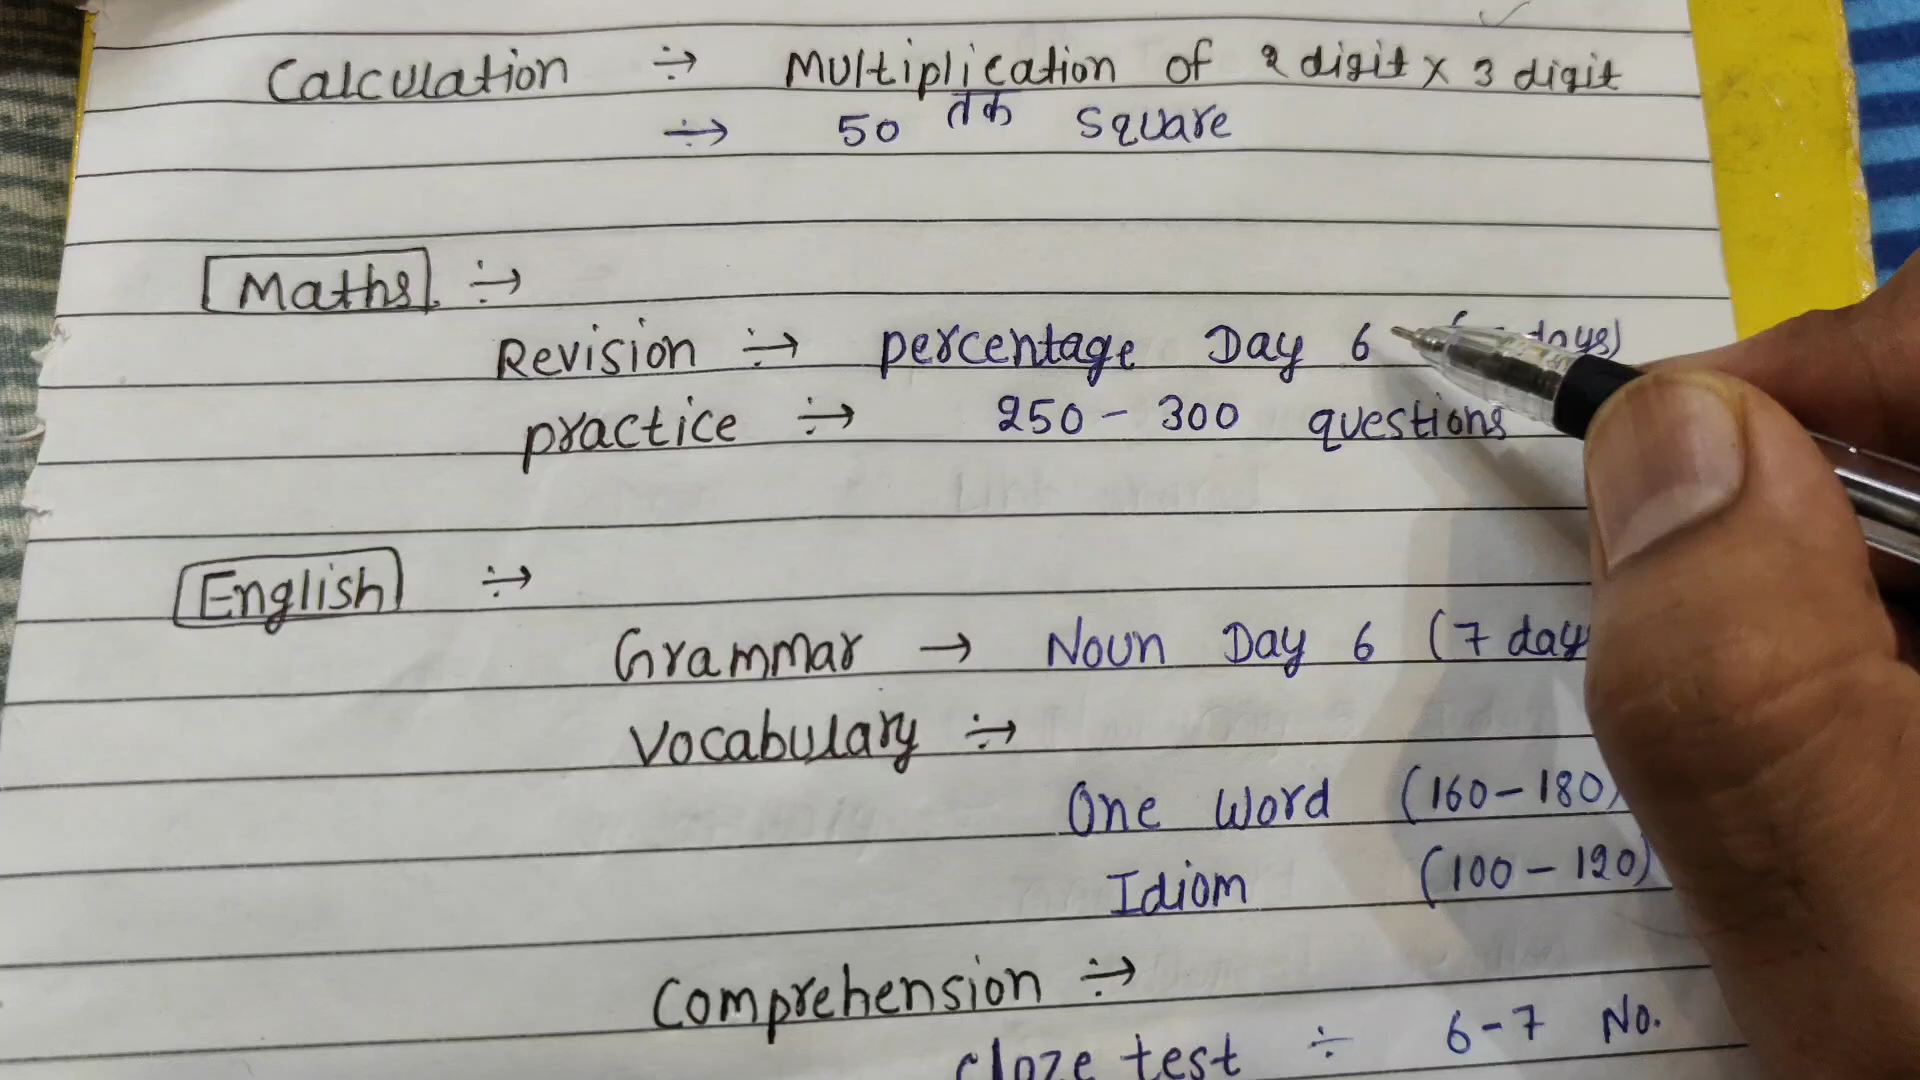 Calculation ÷→ Multiplication of 2 digit x 3 digit
÷→ 50 तक Square
Maths ÷→
Revision ÷→ percentage Day 6 days)
practice ÷→ 250 - 300 questions
English ÷→
Grammar → Noun Day 6 (7 day
Vocabulary ÷→
One Word (160-180)
Idiom (100-120)
Comprehension ÷→
cloze test ÷ 6-7 No.